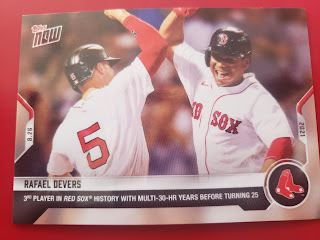 Topps
NOW
8.29
2021
5
RED SOX
RAFAEL DEVERS
3RD PLAYER IN RED SOX® HISTORY WITH MULTI-30-HR YEARS BEFORE TURNING 25